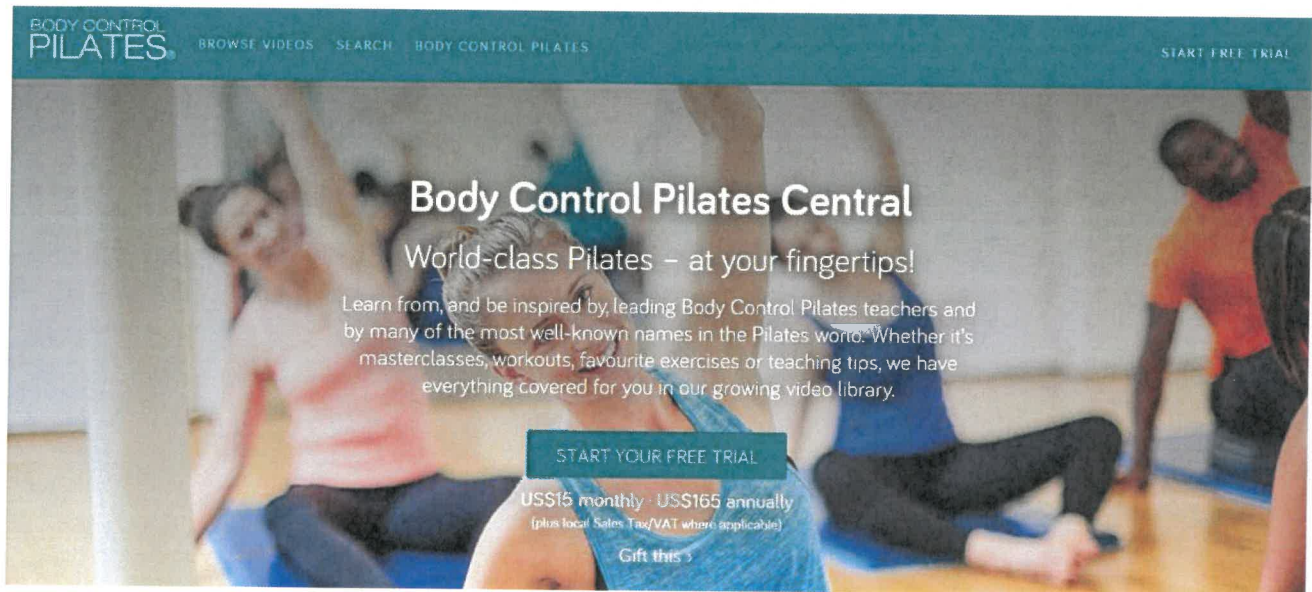 BODY CONTROL
PILATES®
BROWSE VIDEOS SEARCH BODY CONTROL PILATES
START FREE TRIAL
Body Control Pilates Central
World-class Pilates – at your fingertips!
Learn from, and be inspired by, leading Body Control Pilates teachers and
by many of the most well-known names in the Pilates world. Whether it's
masterclasses, workouts, favourite exercises or teaching tips, we have
everything covered for you in our growing video library.
START YOUR FREE TRIAL
US$15 monthly · US$165 annually
(plus local Sales Tax/VAT where applicable)
Gift this ›